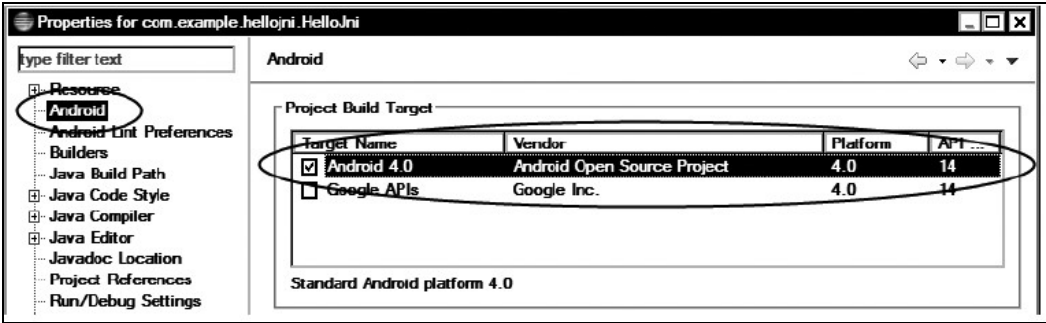 Properties for com.example.hellojni.HelloJni
type filter text
Resource
Android
Android Lint Preferences
Builders
Java Build Path
Java Code Style
Java Compiler
Java Editor
Javadoc Location
Project References
Run/Debug Settings
Android
Project Build Target
Target Name Vendor Platform API ...
Android 4.0 Android Open Source Project 4.0 14
Google APIs Google Inc. 4.0 14
Standard Android platform 4.0